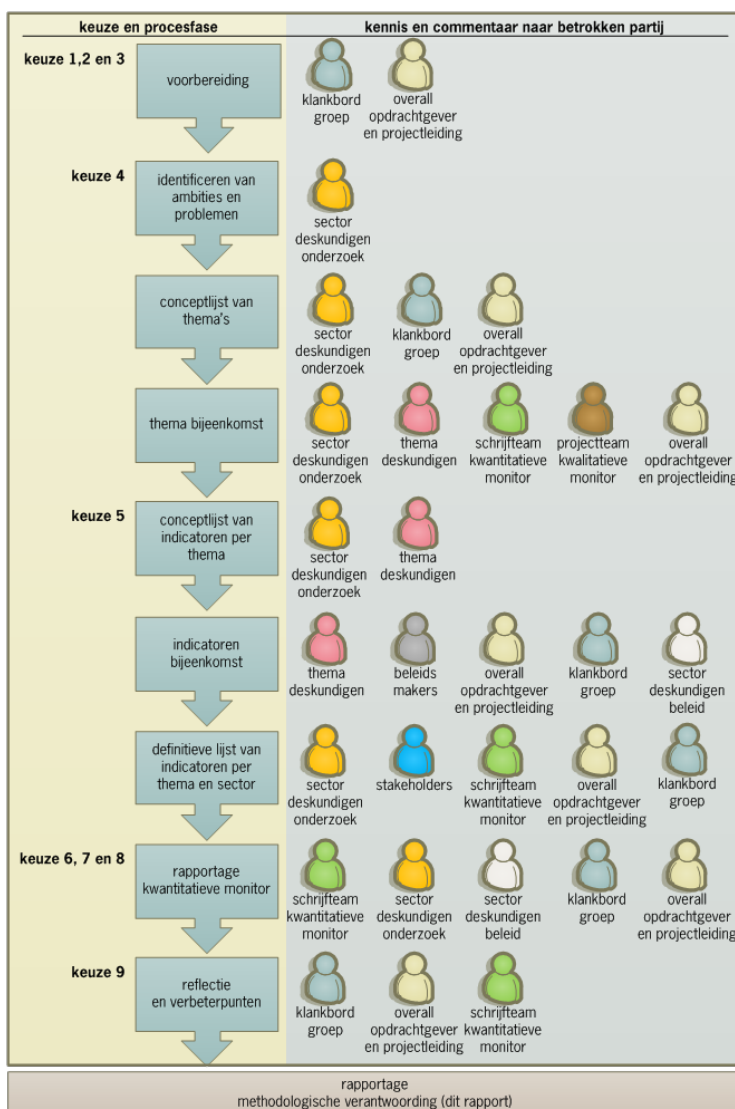 keuze en procesfase
kennis en commentaar naar betrokken partij
keuze 1,2 en 3
voorbereiding
klankbord
groep
overall
opdrachtgever
en projectleiding
keuze 4
identificeren van
ambities en
problemen
sector
deskundigen
onderzoek
conceptlijst van
thema's
sector
deskundigen
onderzoek
klankbord
groep
overall
opdrachtgever
en projectleiding
thema bijeenkomst
sector
deskundigen
onderzoek
thema
deskundigen
schrijfteam
kwantitatieve
monitor
projectteam
kwalitatieve
monitor
overall
opdrachtgever
en projectleiding
keuze 5
conceptlijst van
indicatoren per
thema
sector
deskundigen
onderzoek
thema
deskundigen
indicatoren
bijeenkomst
thema
deskundigen
beleids
makers
overall
opdrachtgever
en projectleiding
klankbord
groep
sector
deskundigen
beleid
definitieve lijst van
indicatoren per
thema en sector
sector
deskundigen
onderzoek
stakeholders
schrijfteam
kwantitatieve
monitor
overall
opdrachtgever
en projectleiding
klankbord
groep
keuze 6, 7 en 8
rapportage
kwantitatieve monitor
schrijfteam
kwantitatieve
monitor
sector
deskundigen
onderzoek
sector
deskundigen
beleid
klankbord
groep
overall
opdrachtgever
en projectleiding
keuze 9
reflectie
en verbeterpunten
klankbord
groep
overall
opdrachtgever
en projectleiding
schrijfteam
kwantitatieve
monitor
rapportage
methodologische verantwoording (dit rapport)